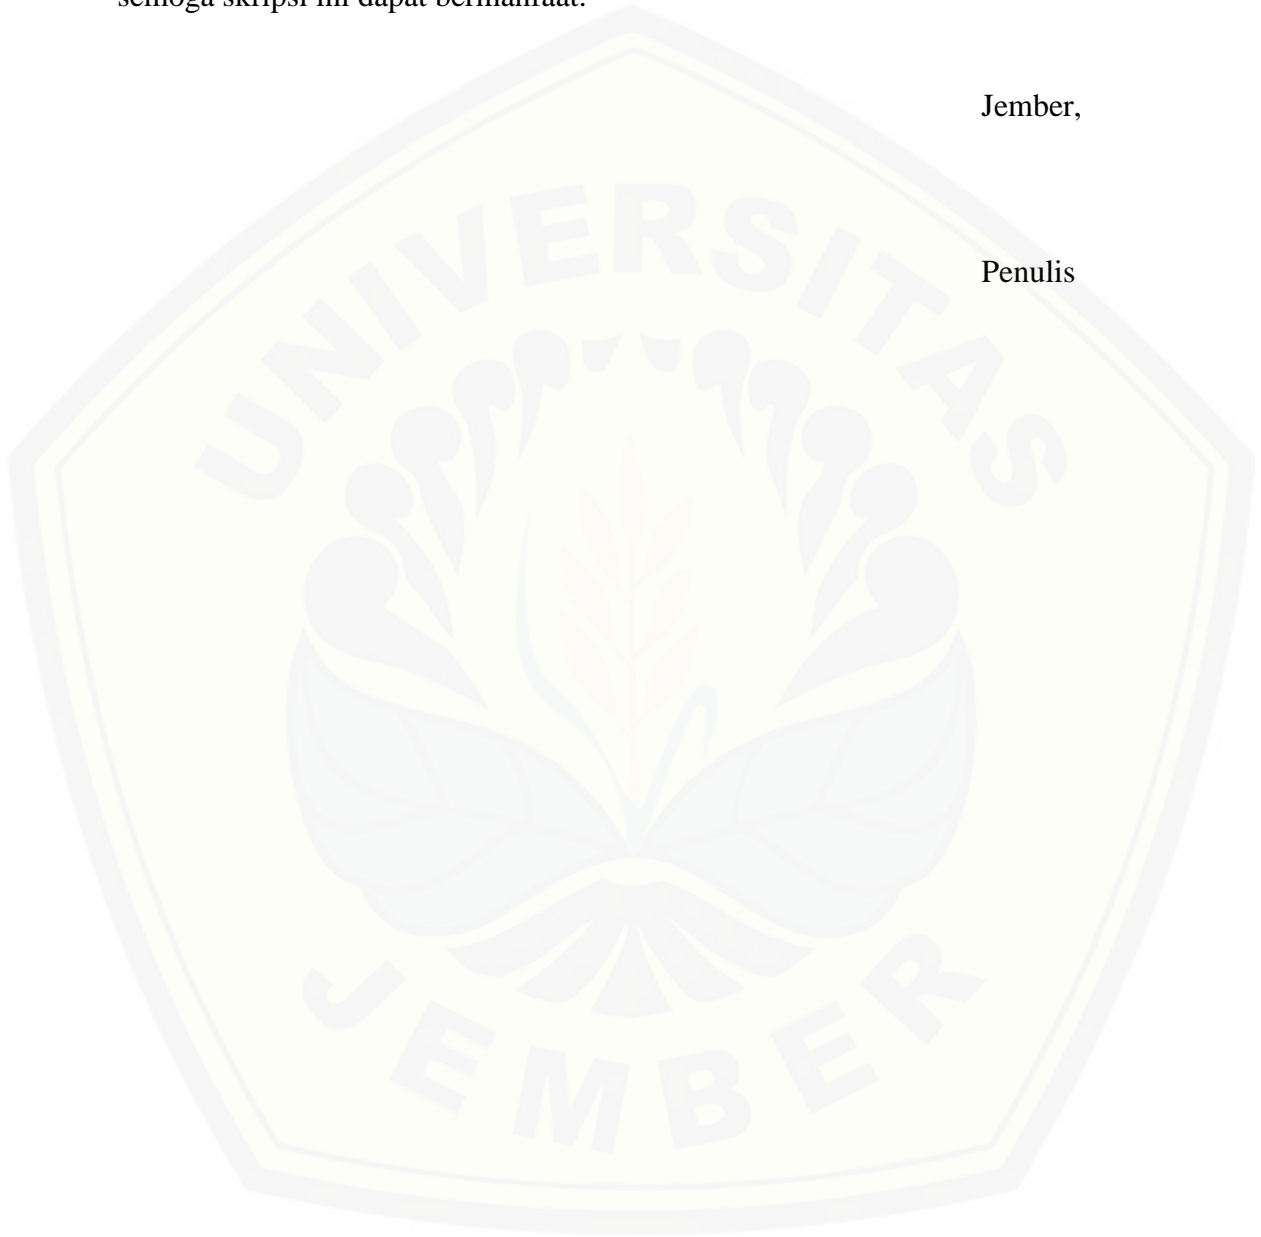 semoga skripsi ini dapat bermanfaat.
Jember,
Penulis
UNIVERSITAS
JEMBER